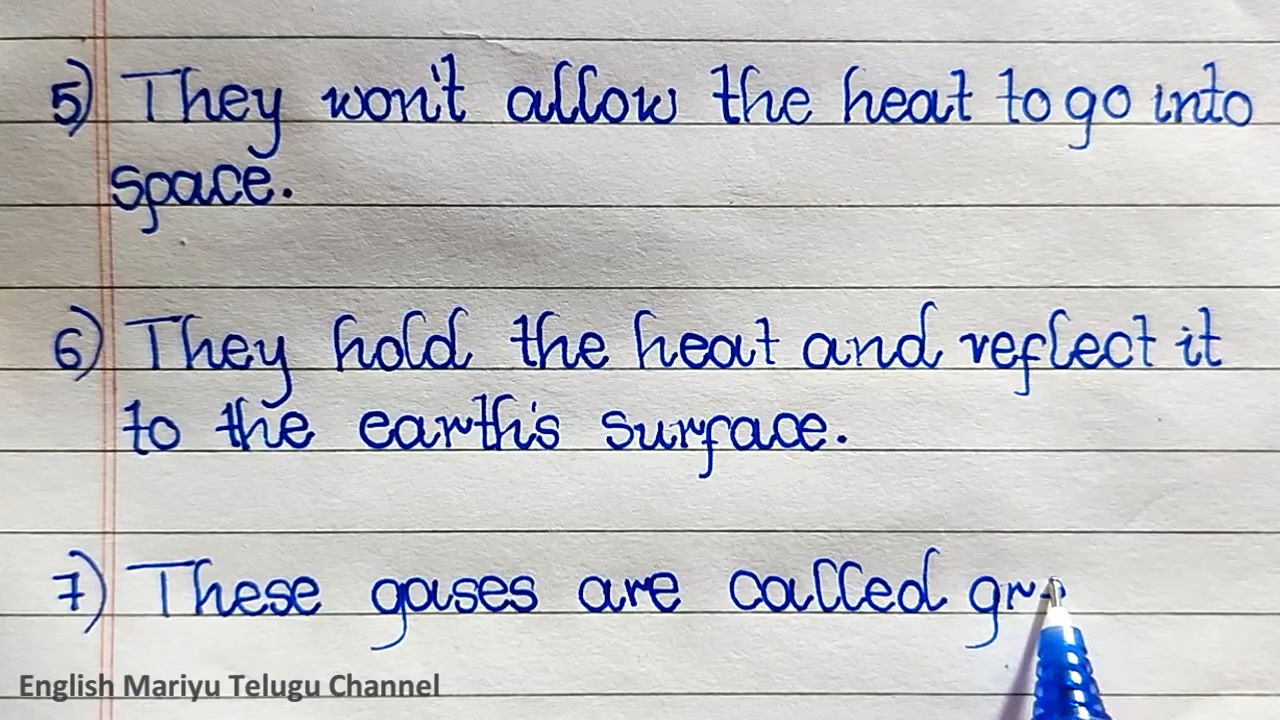 5) They won't allow the heat to go into
space.
6) They hold the heat and reflect it
to the earth's surface.
7) These gases are called gr
English Mariyu Telugu Channel